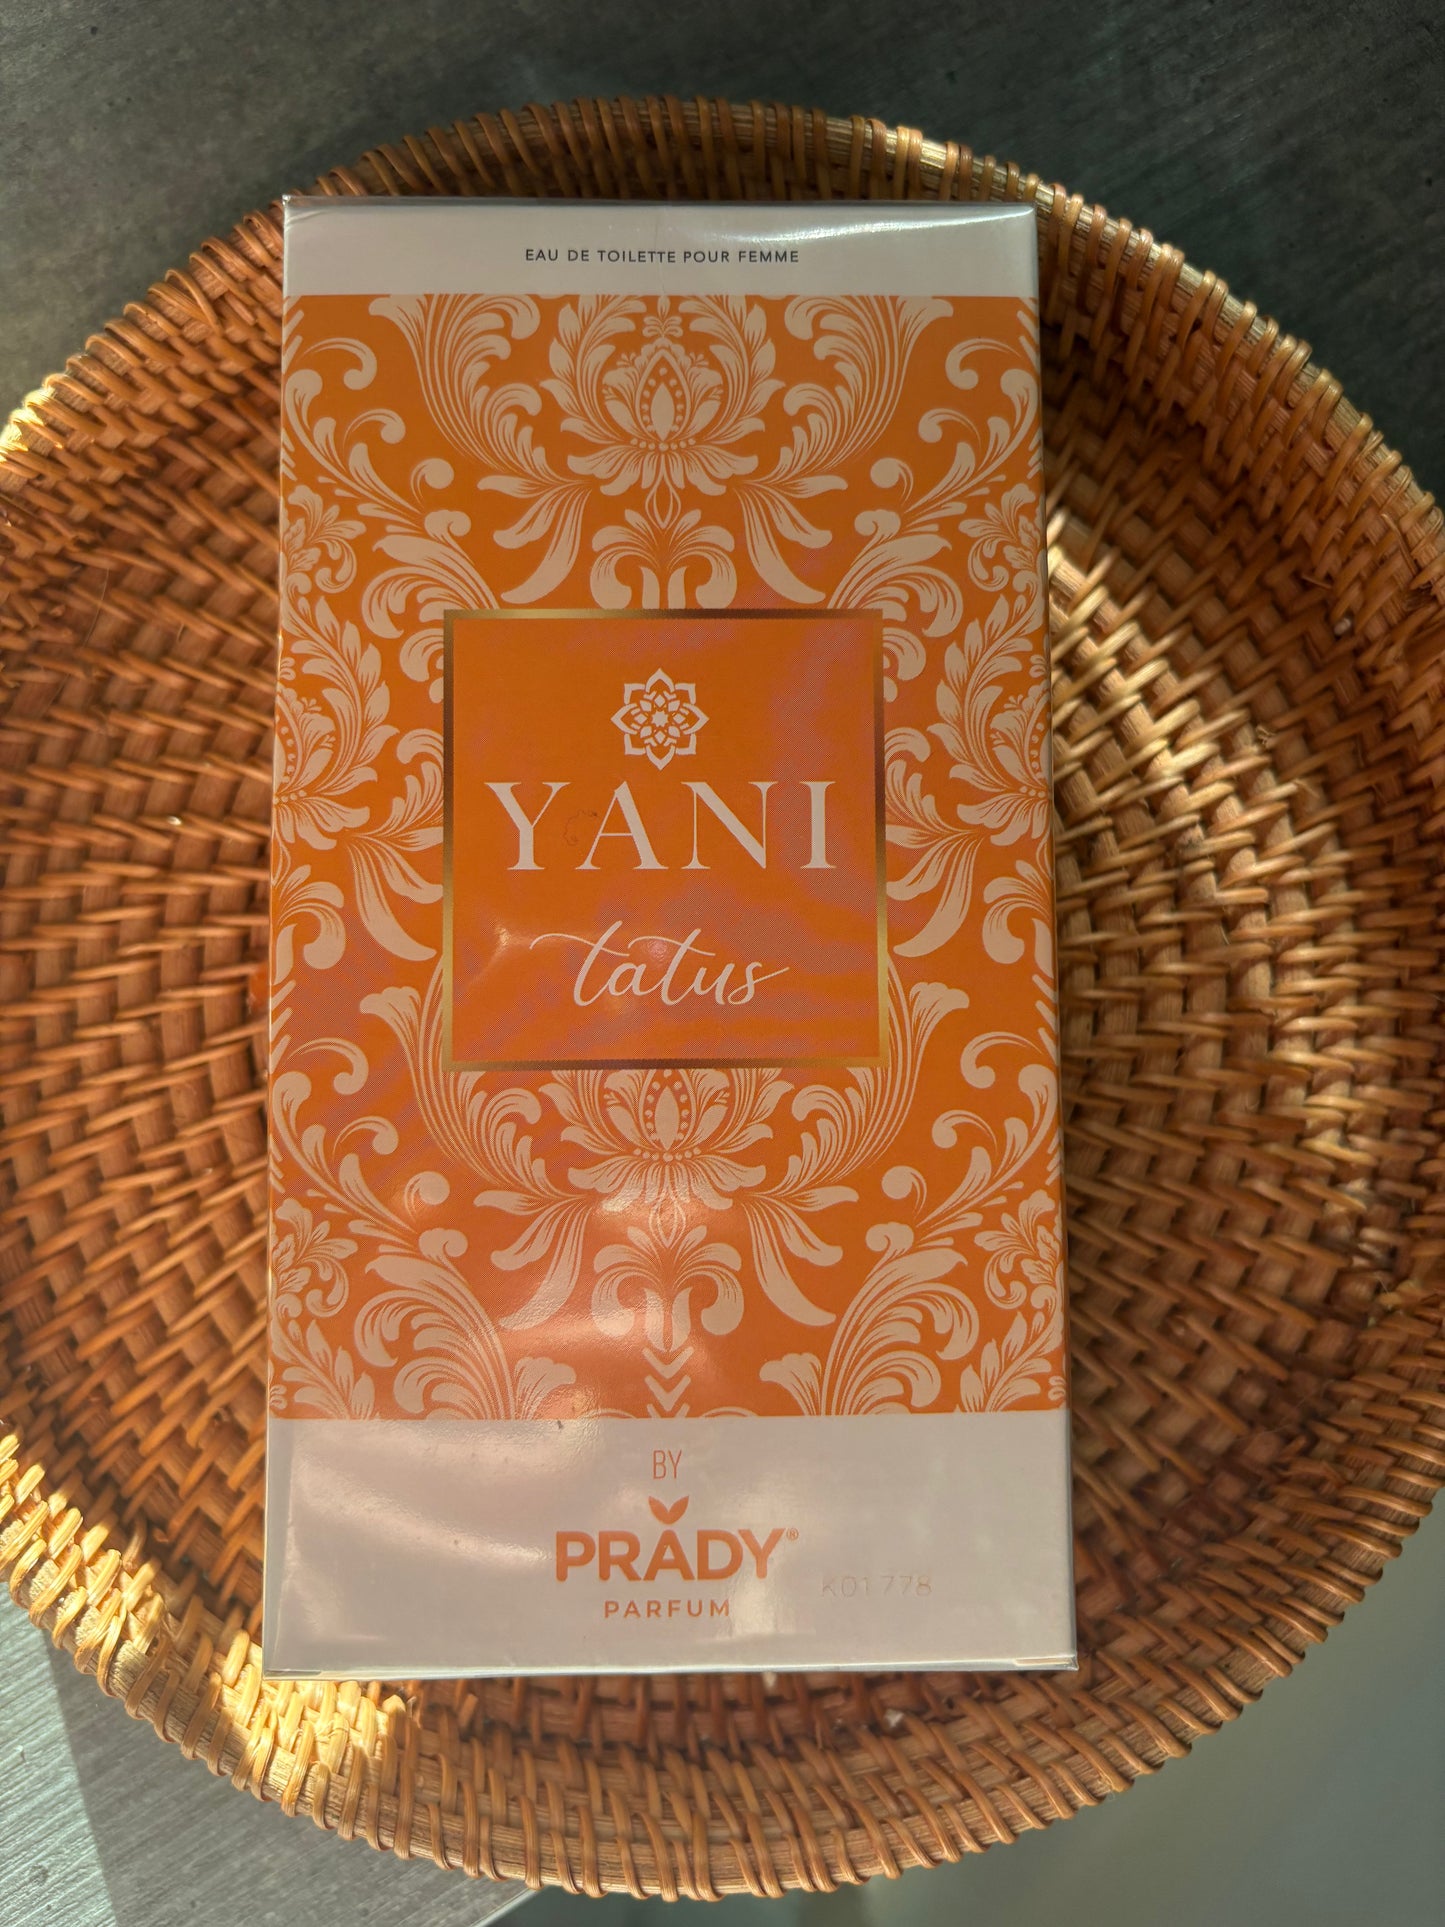 EAU DE TOILETTE POUR FEMME
YANI
tatus
BY
PRADY®
PARFUM
K01778